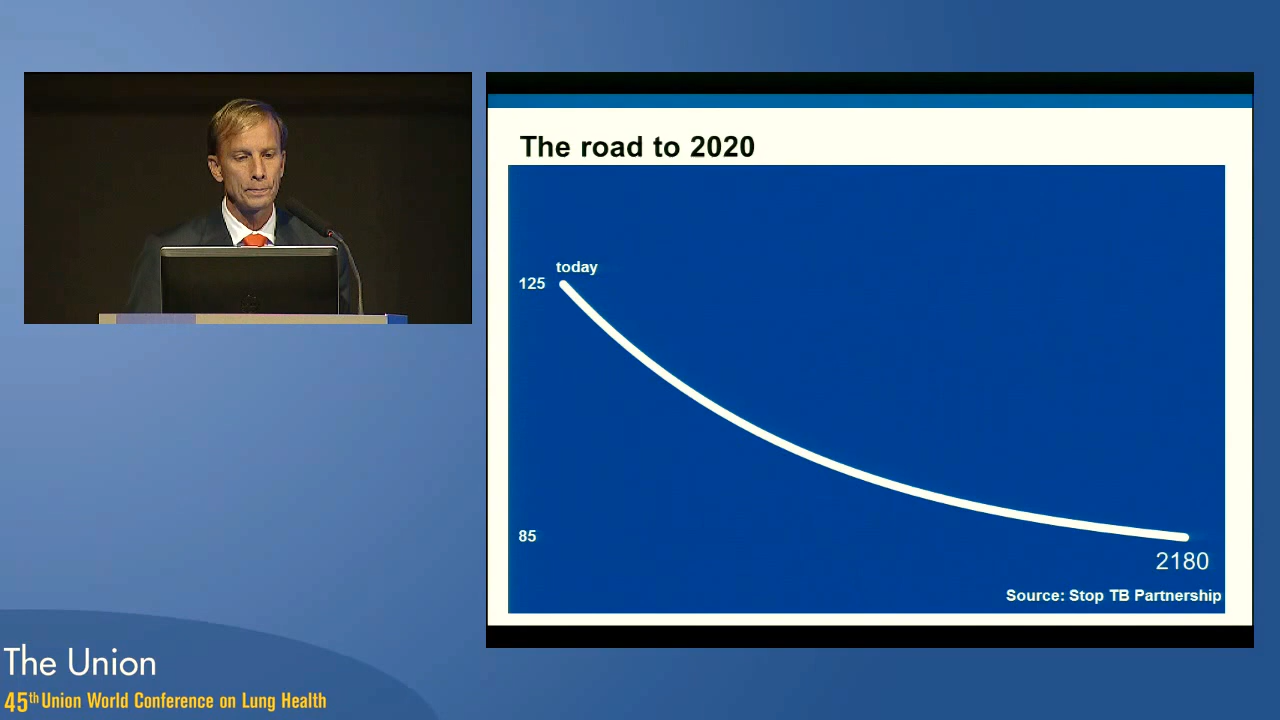 The road to 2020
today
125
85
2180
Source: Stop TB Partnership
The Union
45th Union World Conference on Lung Health